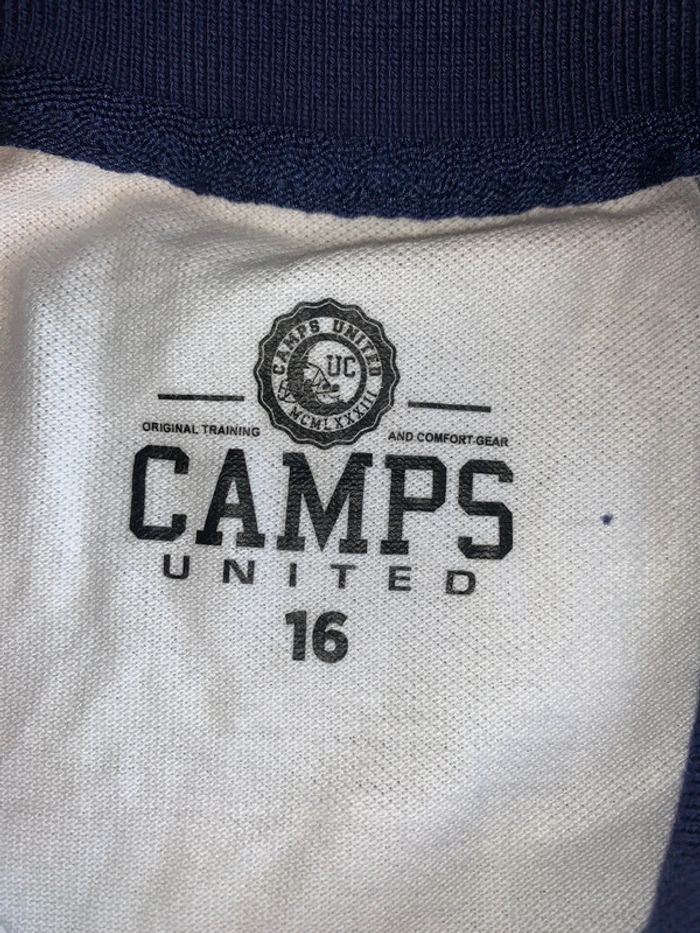 CAMPS UNITED
UC
MCMLXXXIII
ORIGINAL TRAINING AND COMFORT GEAR
CAMPS
UNITED
16